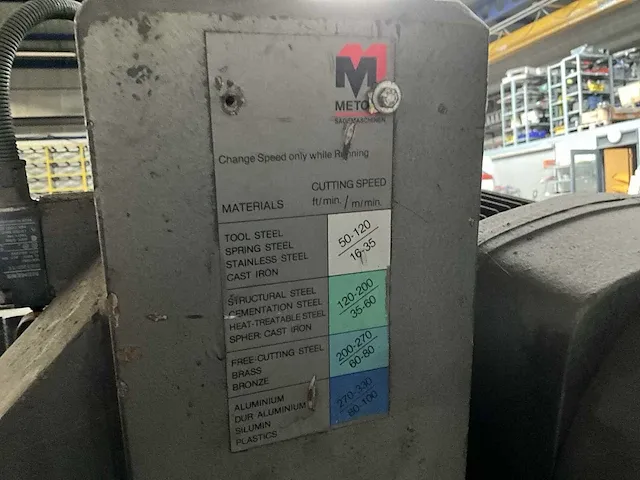 M
Change Speed only while Running
CUTTING SPEED
MATERIALS ft/min. / m/min.
TOOL STEEL
SPRING STEEL
STAINLESS STEEL
CAST IRON
50-120
16-35
STRUCTURAL STEEL
CEMENTATION STEEL
HEAT-TREATABLE STEEL
SPHER. CAST IRON
120-200
35-60
FREE CUTTING STEEL
BRASS
BRONZE
200-270
60-80
ALUMINIUM
DUR ALUMINIUM
SILUMIN
PLASTICS
270-330
80-100